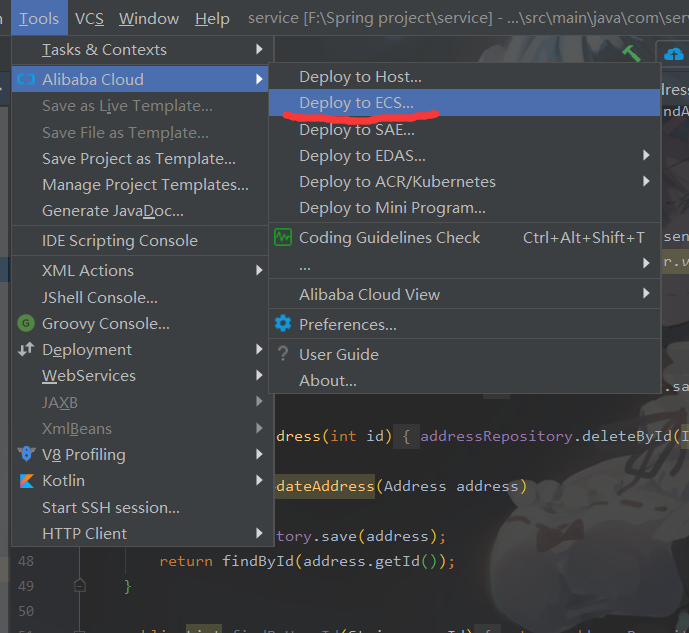 Tools VCS Window Help service [F:\Spring project\service] - ...\src\main\java\com\serv
Tasks & Contexts
Alibaba Cloud
Save as Live Template...
Save File as Template...
Save Project as Template...
Manage Project Templates...
Generate JavaDoc...
IDE Scripting Console
XML Actions
JShell Console...
Groovy Console...
Deployment
WebServices
JAXB
XmlBeans
V8 Profiling
Kotlin
Start SSH session...
HTTP Client
Deploy to Host...
Deploy to ECS...
Deploy to SAE...
Deploy to EDAS...
Deploy to ACR/Kubernetes
Deploy to Mini Program...
Coding Guidelines Check Ctrl+Alt+Shift+T
...
Alibaba Cloud View
Preferences...
User Guide
About...
lres
ndA
sen
r.v
.sa
dress(int id) { addressRepository.deleteById(I
dateAddress(Address address)
tory.save(address);
48 return findById(address.getId());
49 }
50